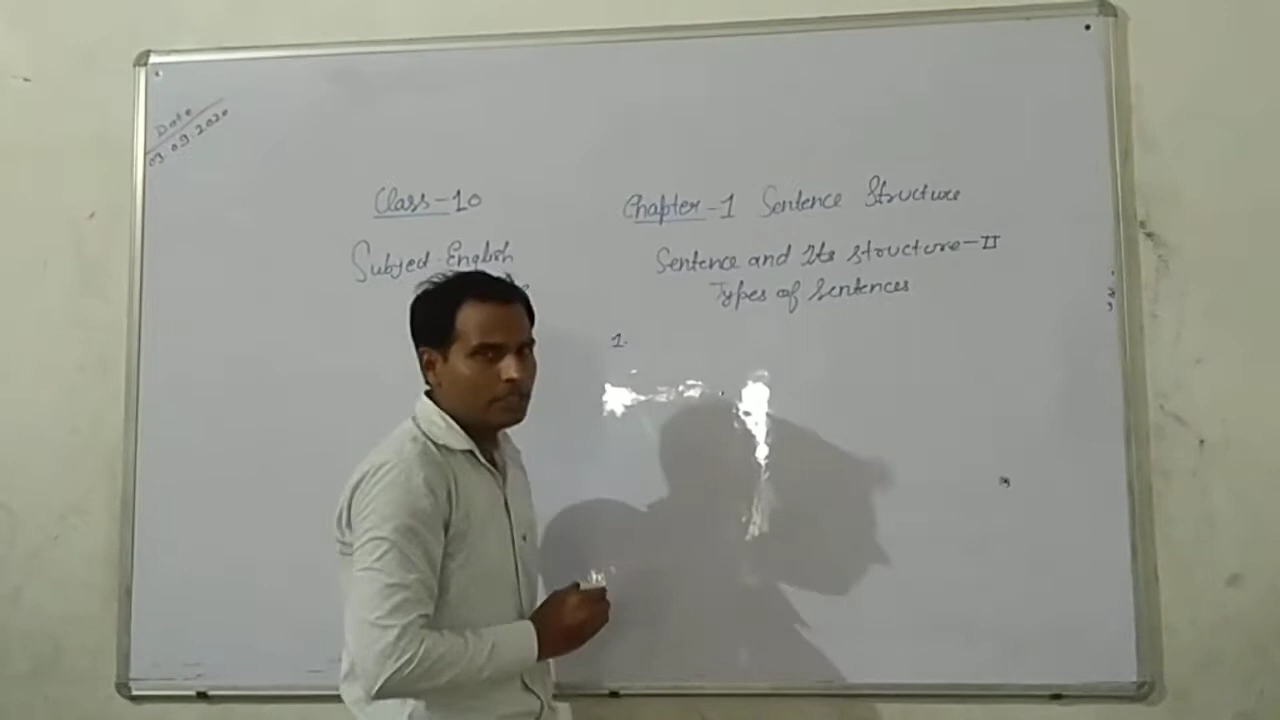 Date
03.09.2020
Class-10
Subject-English
Chapter-1 Sentence Structure
Sentence and Its structure-II
Types of Sentences
1.